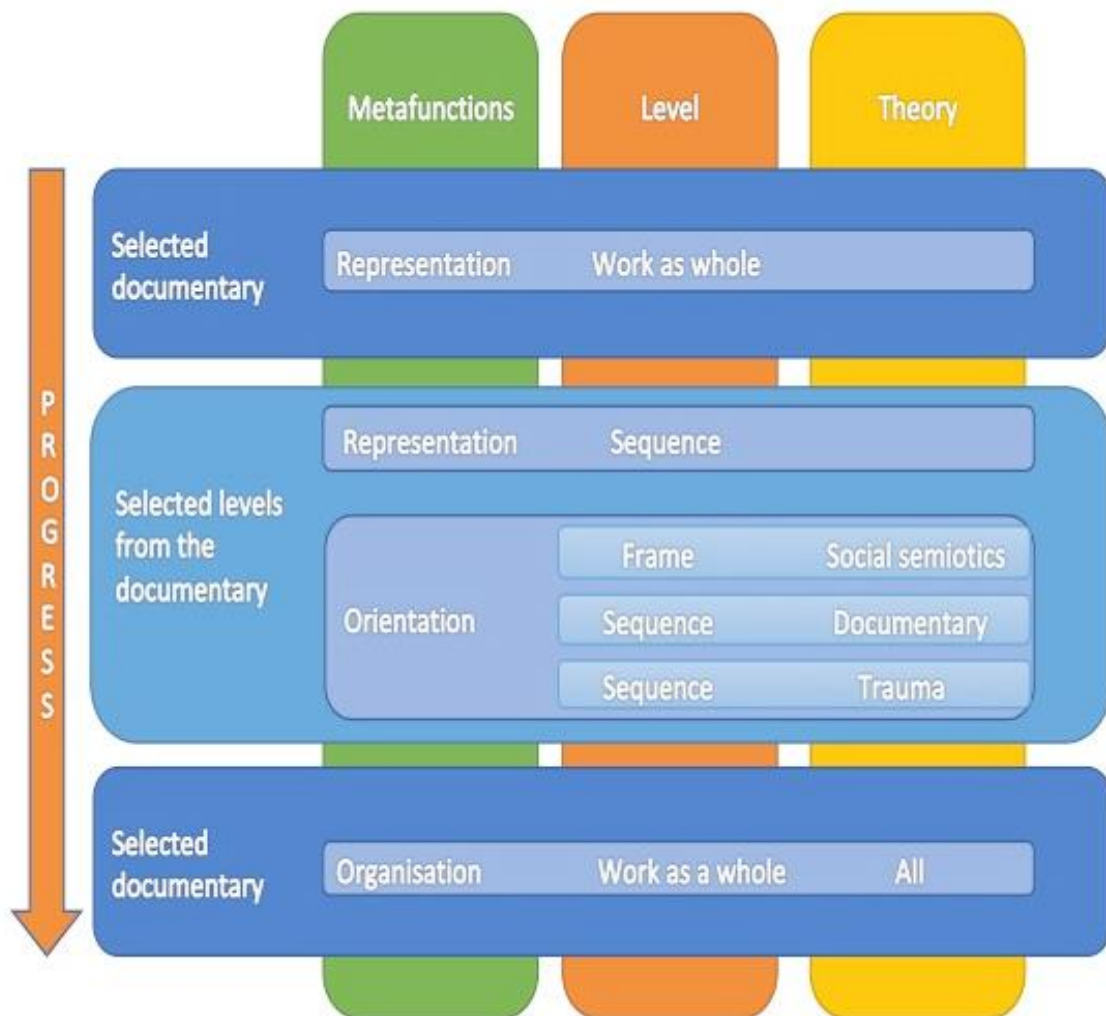 Metafunctions Level Theory
Selected
documentary
Representation Work as whole
PROGRESS
Representation Sequence
Selected levels
from the
documentary
Orientation
Frame Social semiotics
Sequence Documentary
Sequence Trauma
Selected
documentary
Organisation Work as a whole All